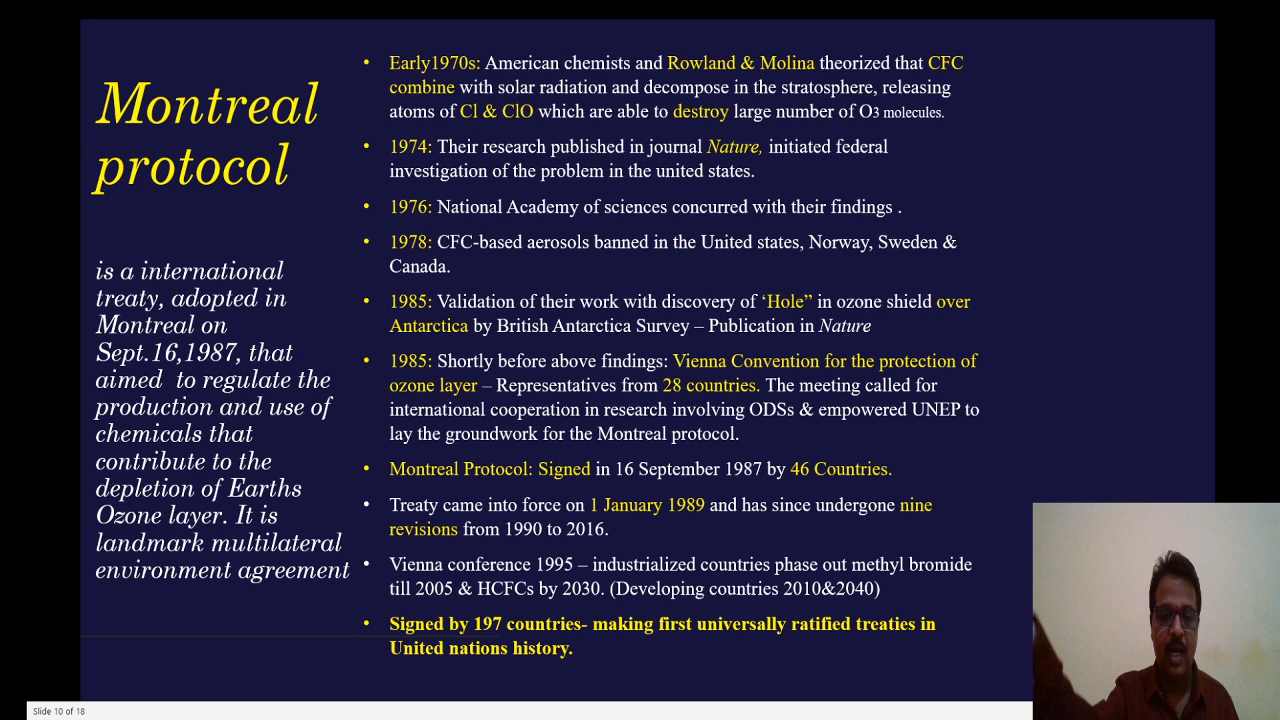 Montreal
protocol
is a international
treaty, adopted in
Montreal on
Sept.16,1987, that
aimed to regulate the
production and use of
chemicals that
contribute to the
depletion of Earths
Ozone layer. It is
landmark multilateral
environment agreement
• Early1970s: American chemists and Rowland & Molina theorized that CFC
combine with solar radiation and decompose in the stratosphere, releasing
atoms of Cl & ClO which are able to destroy large number of O3 molecules.
• 1974: Their research published in journal Nature, initiated federal
investigation of the problem in the united states.
• 1976: National Academy of sciences concurred with their findings .
• 1978: CFC-based aerosols banned in the United states, Norway, Sweden &
Canada.
• 1985: Validation of their work with discovery of ‘Hole” in ozone shield over
Antarctica by British Antarctica Survey – Publication in Nature
• 1985: Shortly before above findings: Vienna Convention for the protection of
ozone layer – Representatives from 28 countries. The meeting called for
international cooperation in research involving ODSs & empowered UNEP to
lay the groundwork for the Montreal protocol.
• Montreal Protocol: Signed in 16 September 1987 by 46 Countries.
• Treaty came into force on 1 January 1989 and has since undergone nine
revisions from 1990 to 2016.
• Vienna conference 1995 – industrialized countries phase out methyl bromide
till 2005 & HCFCs by 2030. (Developing countries 2010&2040)
• Signed by 197 countries- making first universally ratified treaties in
United nations history.
Slide 10 of 18